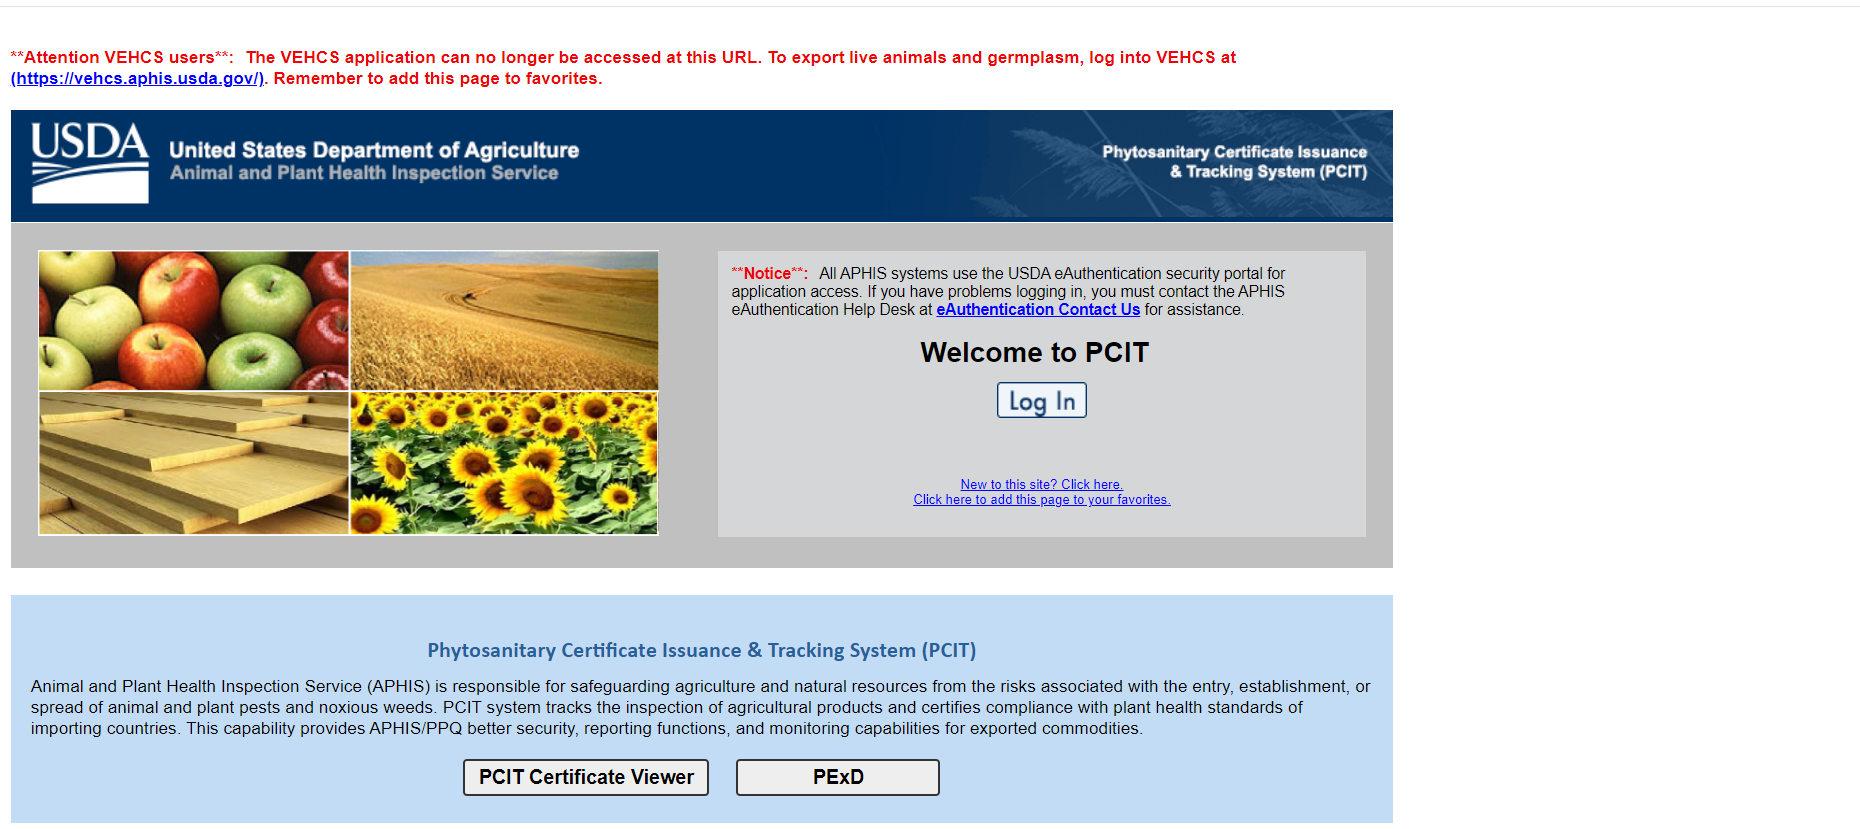 **Attention VEHCS users**: The VEHCS application can no longer be accessed at this URL. To export live animals and germplasm, log into VEHCS at
(https://vehcs.aphis.usda.gov/). Remember to add this page to favorites.
USDA
United States Department of Agriculture
Animal and Plant Health Inspection Service
Phytosanitary Certificate Issuance
& Tracking System (PCIT)
**Notice**: All APHIS systems use the USDA eAuthentication security portal for
application access. If you have problems logging in, you must contact the APHIS
eAuthentication Help Desk at eAuthentication Contact Us for assistance.
Welcome to PCIT
Log In
New to this site? Click here.
Click here to add this page to your favorites.
Phytosanitary Certificate Issuance & Tracking System (PCIT)
Animal and Plant Health Inspection Service (APHIS) is responsible for safeguarding agriculture and natural resources from the risks associated with the entry, establishment, or
spread of animal and plant pests and noxious weeds. PCIT system tracks the inspection of agricultural products and certifies compliance with plant health standards of
importing countries. This capability provides APHIS/PPQ better security, reporting functions, and monitoring capabilities for exported commodities.
PCIT Certificate Viewer
PExD